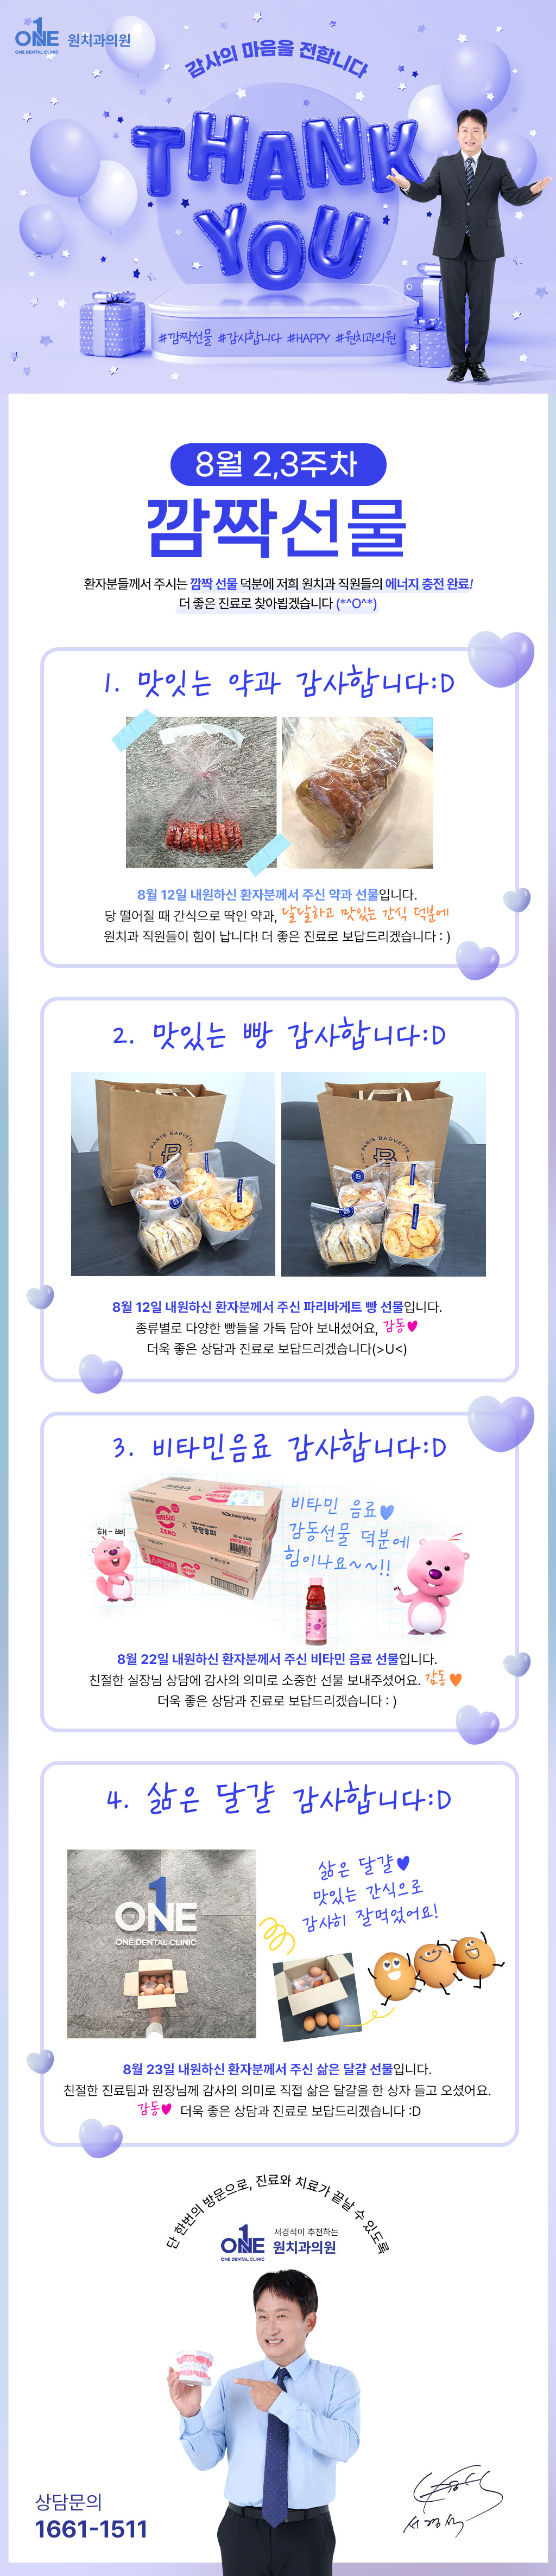 ONE
ONE DENTAL CLINIC
원치과의원
감사의 마음을 전합니다
THANK
YOU
#깜짝선물 #감사합니다 #HAPPY #원치과의원
8월 2,3주차
깜짝선물
환자분들께서 주시는 깜짝 선물 덕분에 저희 원치과 직원들의 에너지 충전 완료!
더 좋은 진료로 찾아뵙겠습니다 (*^O^*)
1. 맛있는 약과 감사합니다:D
8월 12일 내원하신 환자분께서 주신 약과 선물입니다.
당 떨어질 때 간식으로 딱인 약과, 달달하고 맛있는 간식 덕분에
원치과 직원들이 힘이 납니다! 더 좋은 진료로 보답드리겠습니다 : )
2. 맛있는 빵 감사합니다:D
PARIS BAGUETTE
PARIS BAGUETTE
8월 12일 내원하신 환자분께서 주신 파리바게트 빵 선물입니다.
종류별로 다양한 빵들을 가득 담아 보내셨어요, 감동♥
더욱 좋은 상담과 진료로 보답드리겠습니다(>U<)
3. 비타민음료 감사합니다:D
헤-삐
비타민 음료♥
감동선물 덕분에
힘이나요~~!!
8월 22일 내원하신 환자분께서 주신 비타민 음료 선물입니다.
친절한 실장님 상담에 감사의 의미로 소중한 선물 보내주셨어요. 감동♥
더욱 좋은 상담과 진료로 보답드리겠습니다 : )
4. 삶은 달걀 감사합니다:D
ONE
ONE DENTAL CLINIC
삶은 달걀♥
맛있는 간식으로
감사히 잘먹었어요!
8월 23일 내원하신 환자분께서 주신 삶은 달걀 선물입니다.
친절한 진료팀과 원장님께 감사의 의미로 직접 삶은 달걀을 한 상자 들고 오셨어요.
감동♥ 더욱 좋은 상담과 진료로 보답드리겠습니다 :D
단 한번의 방문으로, 진료와 치료가 끝날 수 있도록
ONE
ONE DENTAL CLINIC
서경석이 추천하는
원치과의원
상담문의
1661-1511
서경석